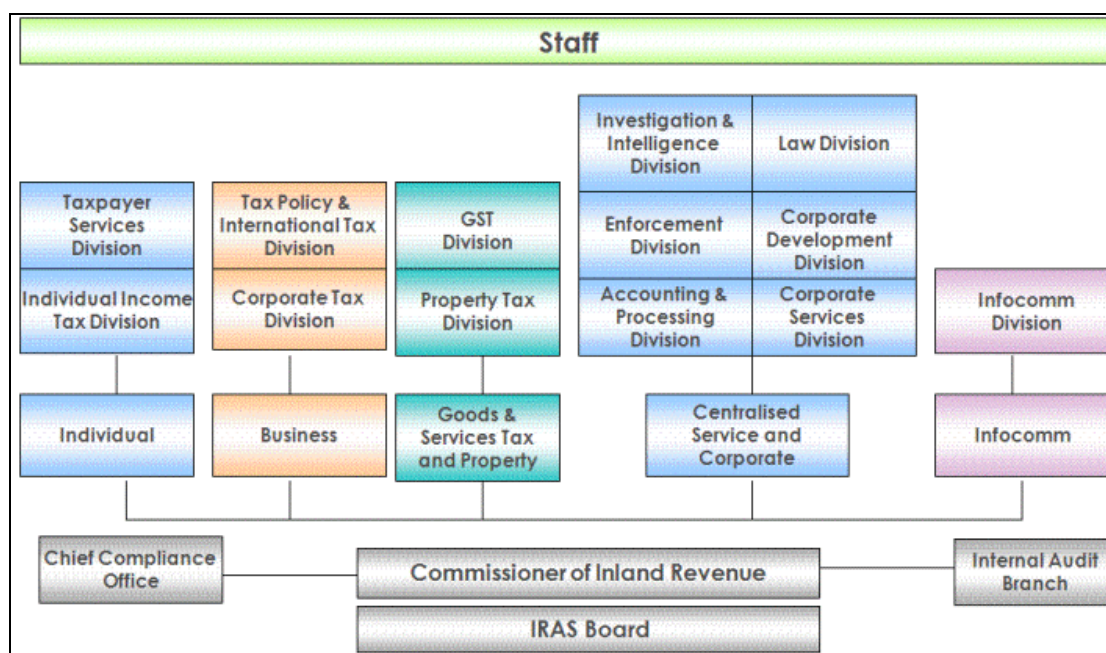 Staff
Investigation &
Intelligence
Division
Law Division
Taxpayer
Services
Division
Tax Policy &
International Tax
Division
GST
Division
Enforcement
Division
Corporate
Development
Division
Individual Income
Tax Division
Corporate Tax
Division
Property Tax
Division
Accounting &
Processing
Division
Corporate
Services
Division
Infocomm
Division
Individual
Business
Goods &
Services Tax
and Property
Centralised
Service and
Corporate
Infocomm
Chief Compliance
Office
Commissioner of Inland Revenue
Internal Audit
Branch
IRAS Board